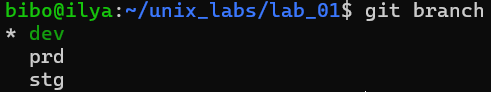 bibo@ilya:~/unix_labs/lab_01$ git branch
* dev
  prd
  stg